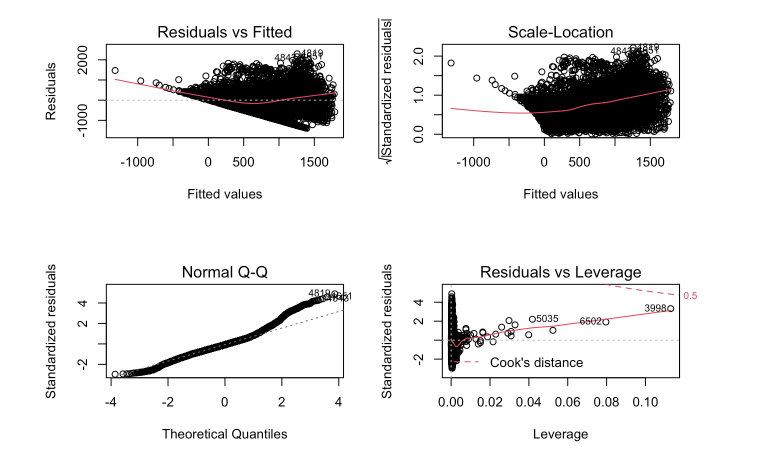 Residuals vs Fitted
Residuals
2000
-1000
4819
-1000
0
500
1500
Fitted values
Scale-Location
√|Standardized residuals|
2.0
1.0
0.0
4819
-1000
0
500
1500
Fitted values
Normal Q-Q
Standardized residuals
4
2
-2
4819
-4
-2
0
2
4
Theoretical Quantiles
Residuals vs Leverage
Standardized residuals
4
2
-2
5035
6502
3998
0.5
Cook's distance
0.00
0.02
0.04
0.06
0.08
0.10
Leverage